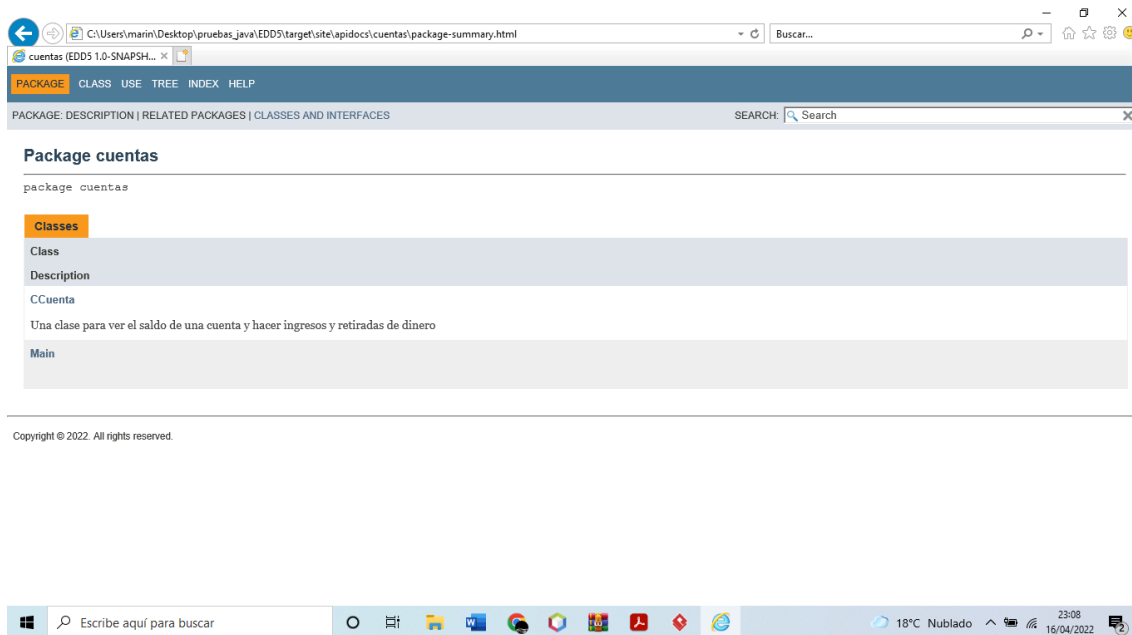 C:\Users\marin\Desktop\pruebas_java\EDD5\target\site\apidocs\cuentas\package-summary.html
Buscar...
cuentas (EDD5 1.0-SNAPSH...
PACKAGE CLASS USE TREE INDEX HELP
PACKAGE: DESCRIPTION | RELATED PACKAGES | CLASSES AND INTERFACES SEARCH: Search
Package cuentas
package cuentas
Classes
Class
Description
CCuenta
Una clase para ver el saldo de una cuenta y hacer ingresos y retiradas de dinero
Main
Copyright © 2022. All rights reserved.
Escribe aquí para buscar
18°C Nublado
23:08
16/04/2022
2